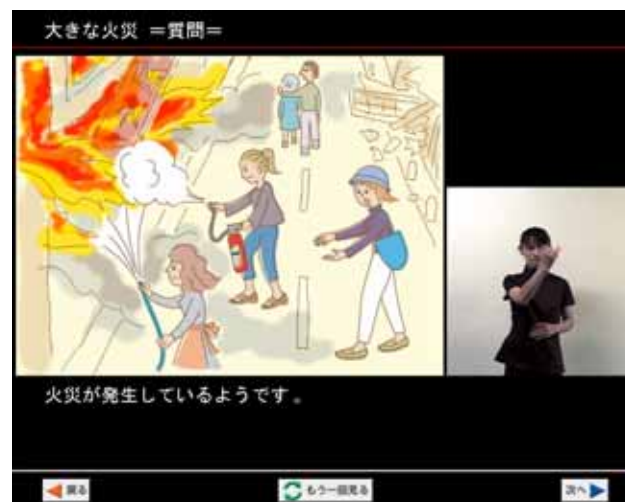 大きな火災 =質問=
火災が発生しているようです。
戻る
もう一回見る
次へ